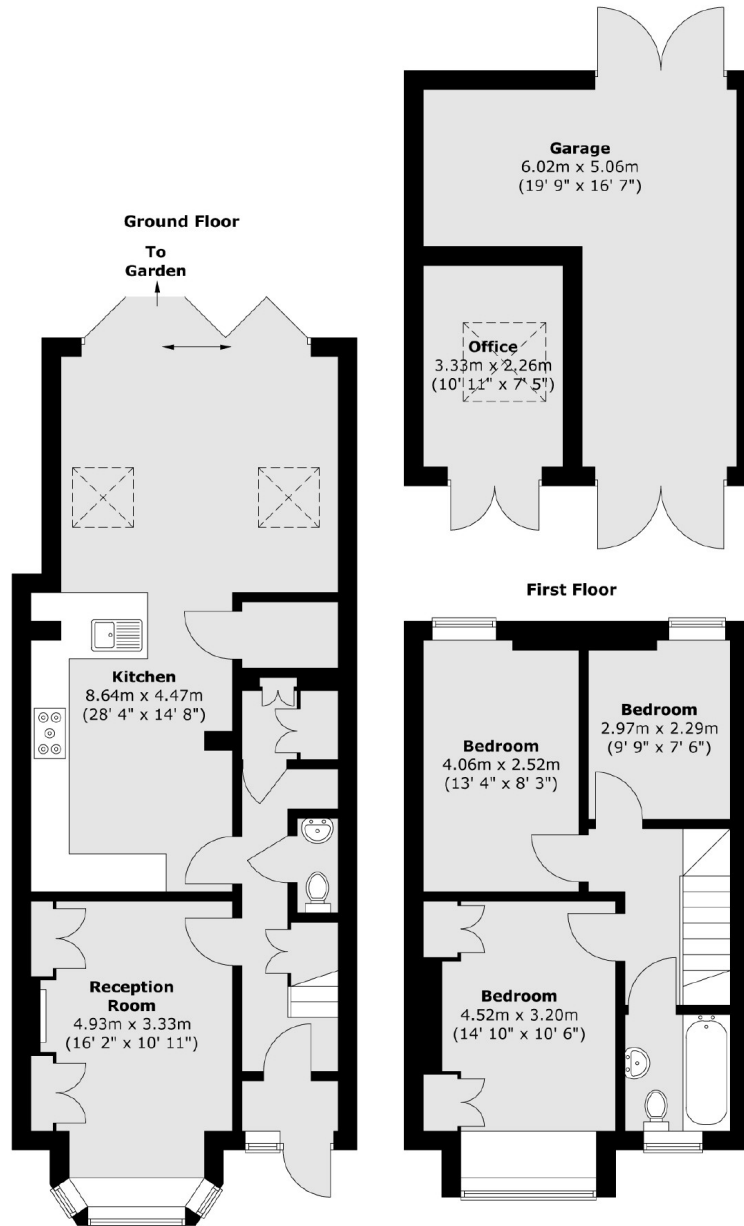 Ground Floor
To
Garden
Kitchen
8.64m x 4.47m
(28' 4" x 14' 8")
Reception
Room
4.93m x 3.33m
(16' 2" x 10' 11")
Garage
6.02m x 5.06m
(19' 9" x 16' 7")
Office
3.33m x 2.26m
(10' 11" x 7' 5")
First Floor
Bedroom
4.06m x 2.52m
(13' 4" x 8' 3")
Bedroom
2.97m x 2.29m
(9' 9" x 7' 6")
Bedroom
4.52m x 3.20m
(14' 10" x 10' 6")